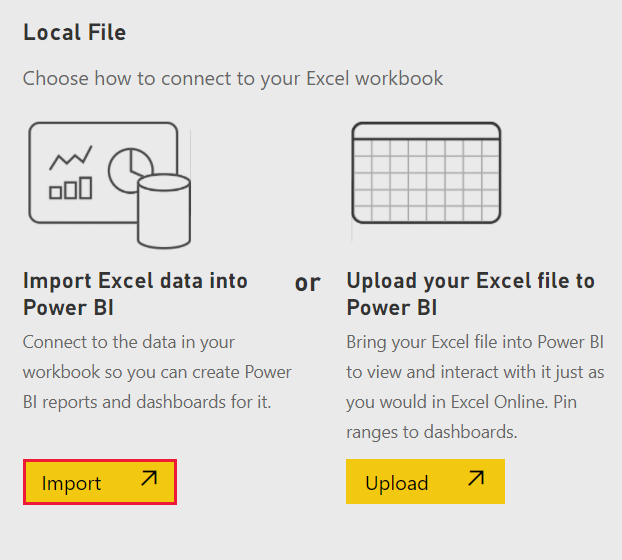 Local File
Choose how to connect to your Excel workbook
Import Excel data into
Power BI
Connect to the data in your
workbook so you can create Power
BI reports and dashboards for it.
Import
or
Upload your Excel file to
Power BI
Bring your Excel file into Power BI
to view and interact with it just as
you would in Excel Online. Pin
ranges to dashboards.
Upload